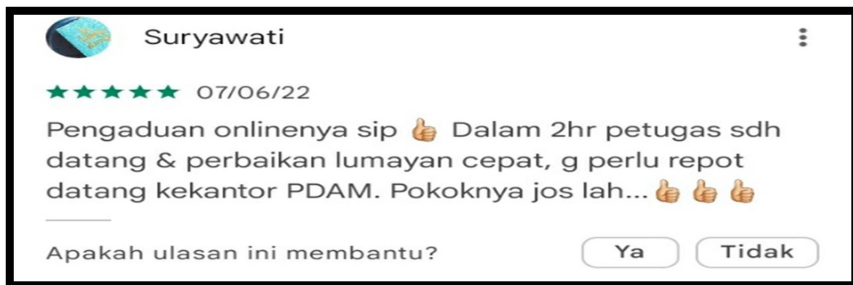 Suryawati
★★★★★ 07/06/22
Pengaduan onlinenya sip 👍 Dalam 2hr petugas sdh
datang & perbaikan lumayan cepat, g perlu repot
datang kekantor PDAM. Pokoknya jos lah... 👍 👍 👍
Apakah ulasan ini membantu?
Ya
Tidak